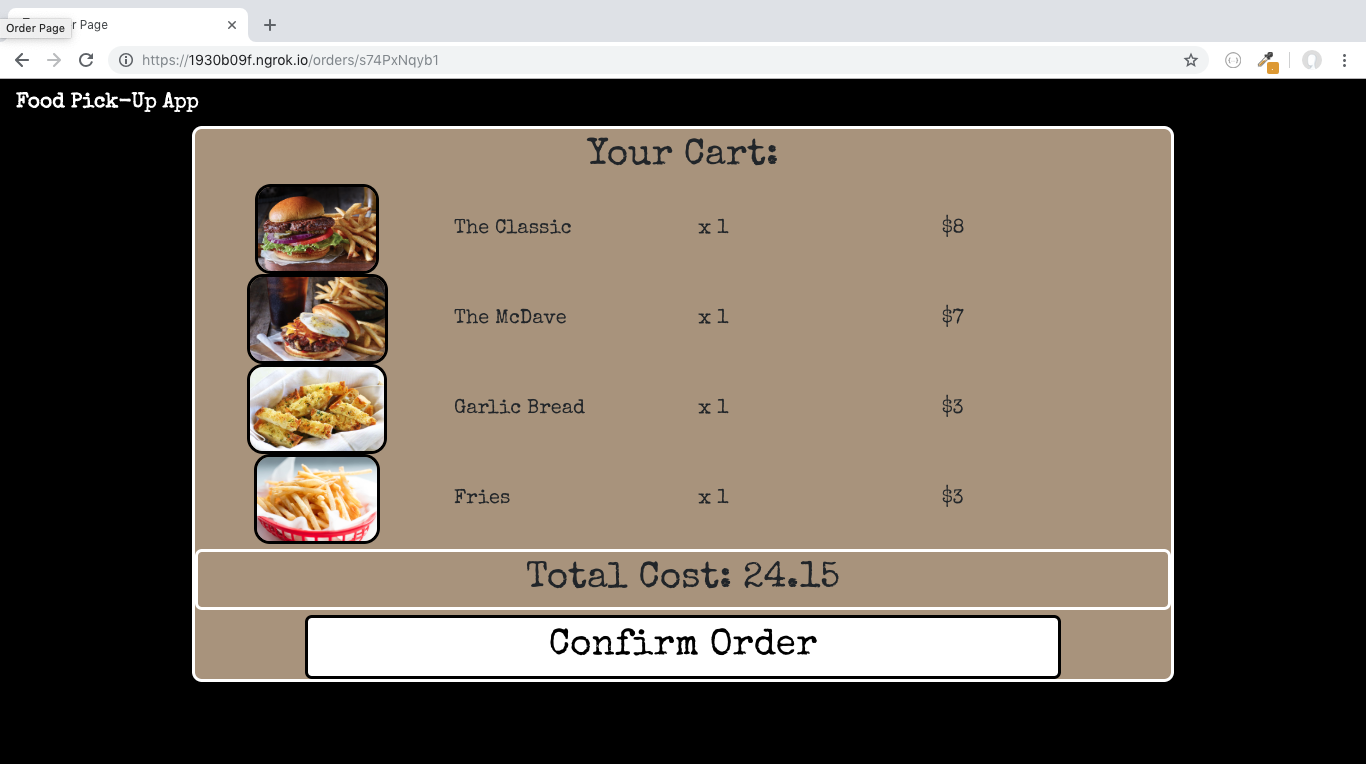 r Page
Order Page
https://1930b09f.ngrok.io/orders/s74PxNqyb1
Food Pick-Up App
Your Cart:
The Classic x 1 $8
The McDave x 1 $7
Garlic Bread x 1 $3
Fries x 1 $3
Total Cost: 24.15
Confirm Order